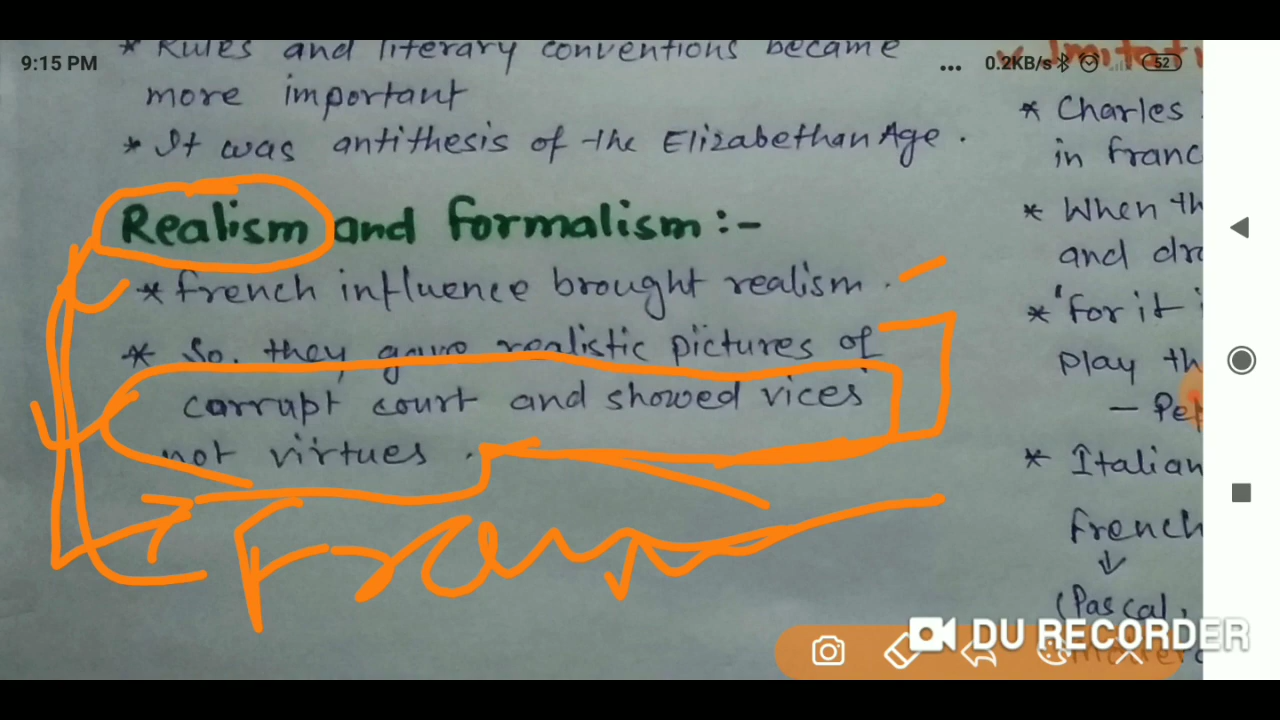 * Rules and literary conventions became
more important
* It was antithesis of the Elizabethan Age.
Realism and formalism :-
* french influence brought realism.
* So, they gave realistic pictures of
corrupt court and showed vices
not virtues.
* Charles
in franc
* When th
and dra
* 'for it i
play th
— Pep
* Italian
french
↓
(Pascal,
9:15 PM
... 0.2KB/s 52
DU RECORDER